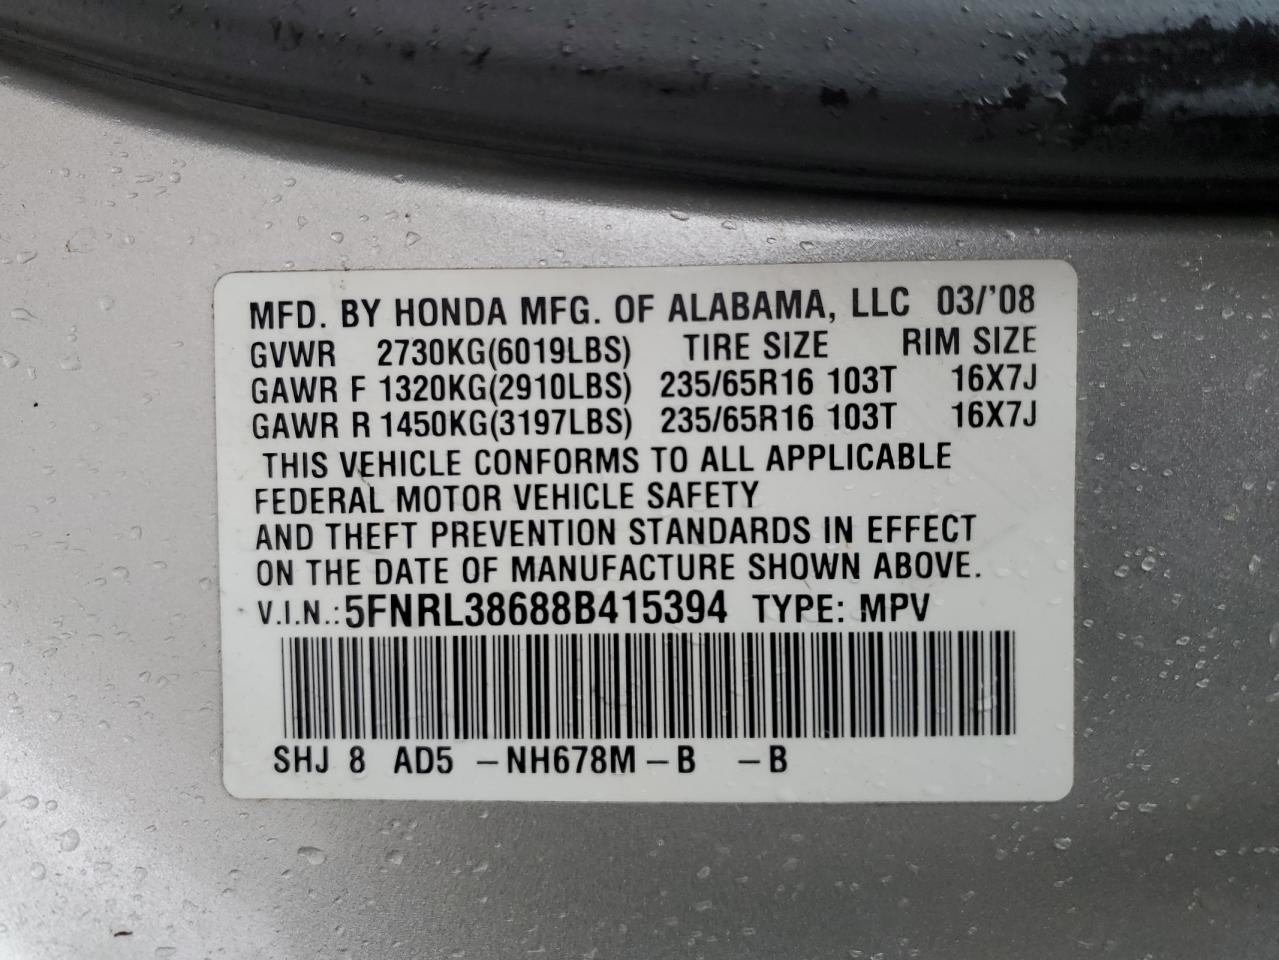 MFD. BY HONDA MFG. OF ALABAMA, LLC 03/'08
GVWR 2730KG(6019LBS) TIRE SIZE RIM SIZE
GAWR F 1320KG(2910LBS) 235/65R16 103T 16X7J
GAWR R 1450KG(3197LBS) 235/65R16 103T 16X7J
THIS VEHICLE CONFORMS TO ALL APPLICABLE
FEDERAL MOTOR VEHICLE SAFETY
AND THEFT PREVENTION STANDARDS IN EFFECT
ON THE DATE OF MANUFACTURE SHOWN ABOVE.
V.I.N.: 5FNRL38688B415394 TYPE: MPV
SHJ 8 AD5 -NH678M-B -B